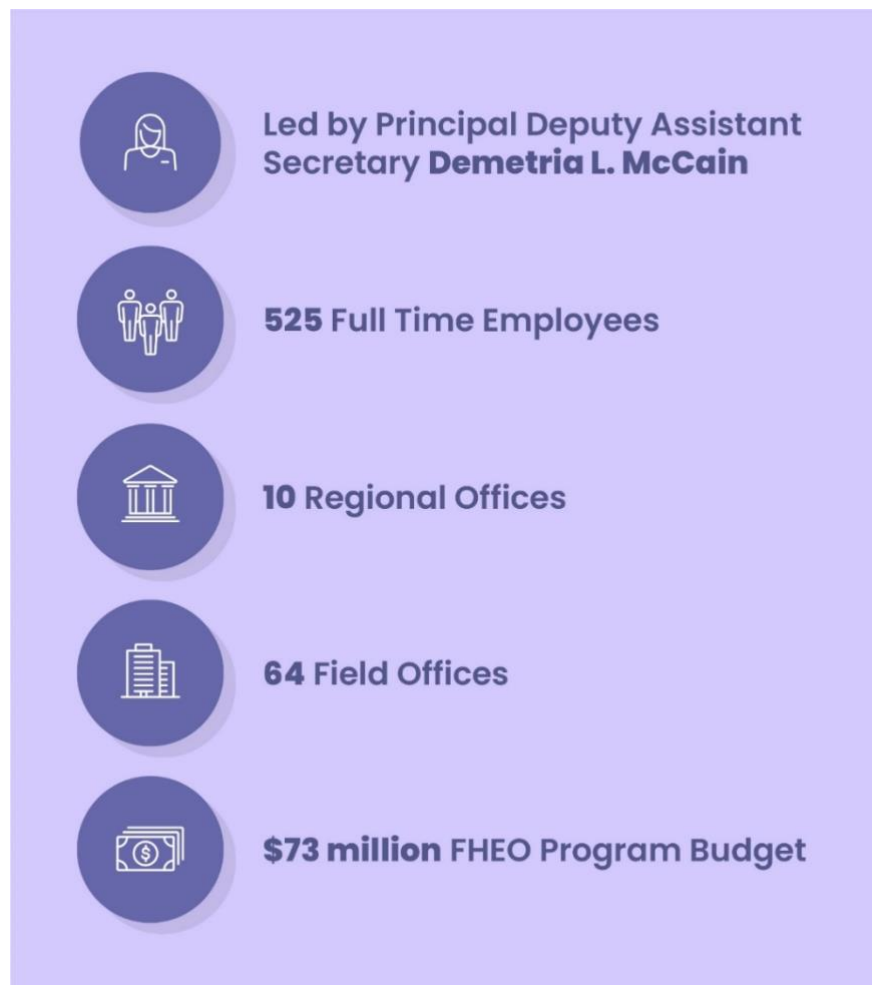 Led by Principal Deputy Assistant
Secretary Demetria L. McCain
525 Full Time Employees
10 Regional Offices
64 Field Offices
$
$73 million FHEO Program Budget